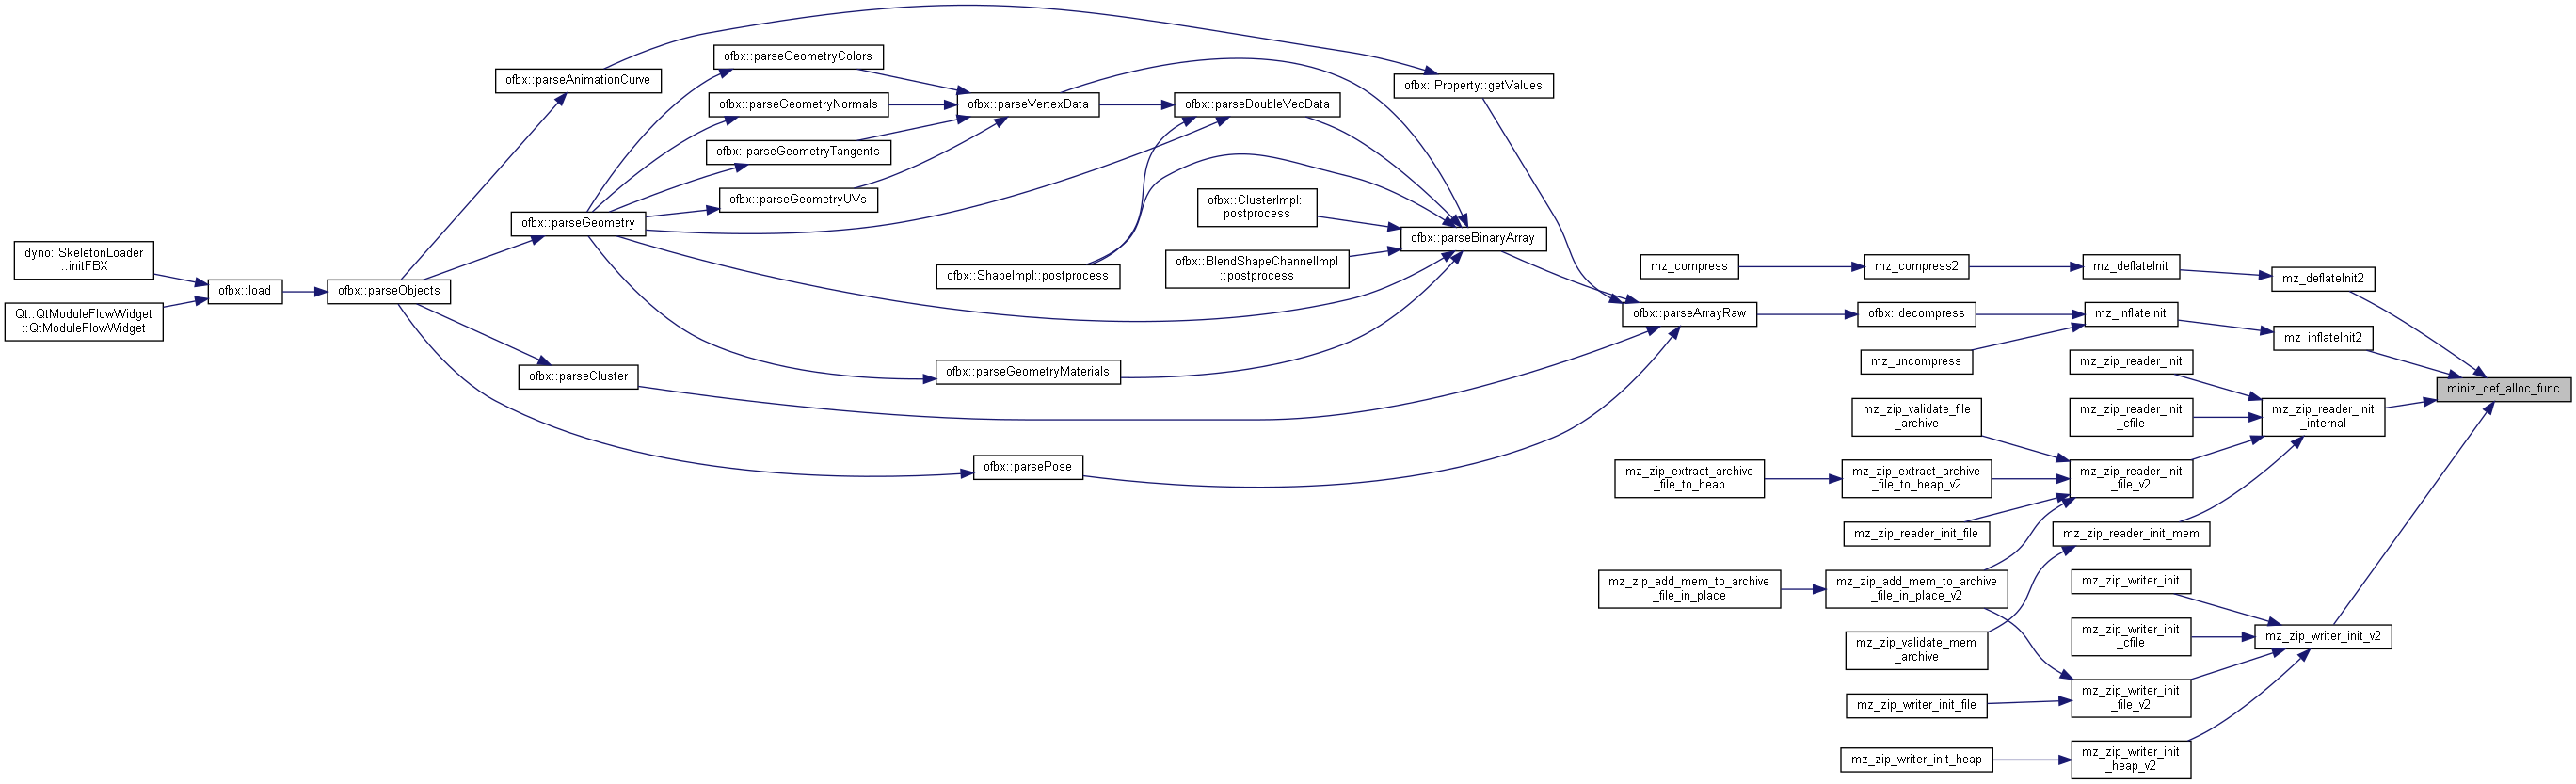 dyno::SkeletonLoader
::initFBX
Qt::QtModuleFlowWidget
::QtModuleFlowWidget
ofbx::load
ofbx::parseObjects
ofbx::parseAnimationCurve
ofbx::parseGeometry
ofbx::parseCluster
ofbx::parseGeometryColors
ofbx::parseGeometryNormals
ofbx::parseGeometryTangents
ofbx::parseGeometryUVs
ofbx::parseVertexData
ofbx::ShapeImpl::postprocess
ofbx::parseGeometryMaterials
ofbx::parsePose
ofbx::parseDoubleVecData
ofbx::ClusterImpl::
postprocess
ofbx::BlendShapeChannelImpl
::postprocess
ofbx::Property::getValues
ofbx::parseBinaryArray
mz_compress
ofbx::parseArrayRaw
mz_zip_extract_archive
_file_to_heap
mz_zip_add_mem_to_archive
_file_in_place
mz_compress2
ofbx::decompress
mz_uncompress
mz_zip_validate_file
_archive
mz_zip_extract_archive
_file_to_heap_v2
mz_zip_reader_init_file
mz_zip_add_mem_to_archive
_file_in_place_v2
mz_zip_validate_mem
_archive
mz_zip_writer_init_file
mz_zip_writer_init_heap
mz_deflateInit
mz_inflateInit
mz_zip_reader_init
mz_zip_reader_init
_cfile
mz_zip_reader_init
_file_v2
mz_zip_reader_init_mem
mz_zip_writer_init
mz_zip_writer_init
_cfile
mz_zip_writer_init
_file_v2
mz_zip_writer_init
_heap_v2
mz_deflateInit2
mz_inflateInit2
mz_zip_reader_init
_internal
mz_zip_writer_init_v2
miniz_def_alloc_func